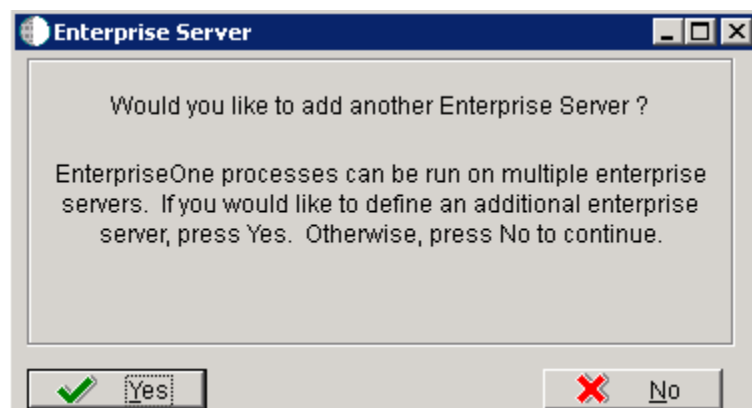 Enterprise Server
Would you like to add another Enterprise Server ?
EnterpriseOne processes can be run on multiple enterprise
servers. If you would like to define an additional enterprise
server, press Yes. Otherwise, press No to continue.
Yes
No